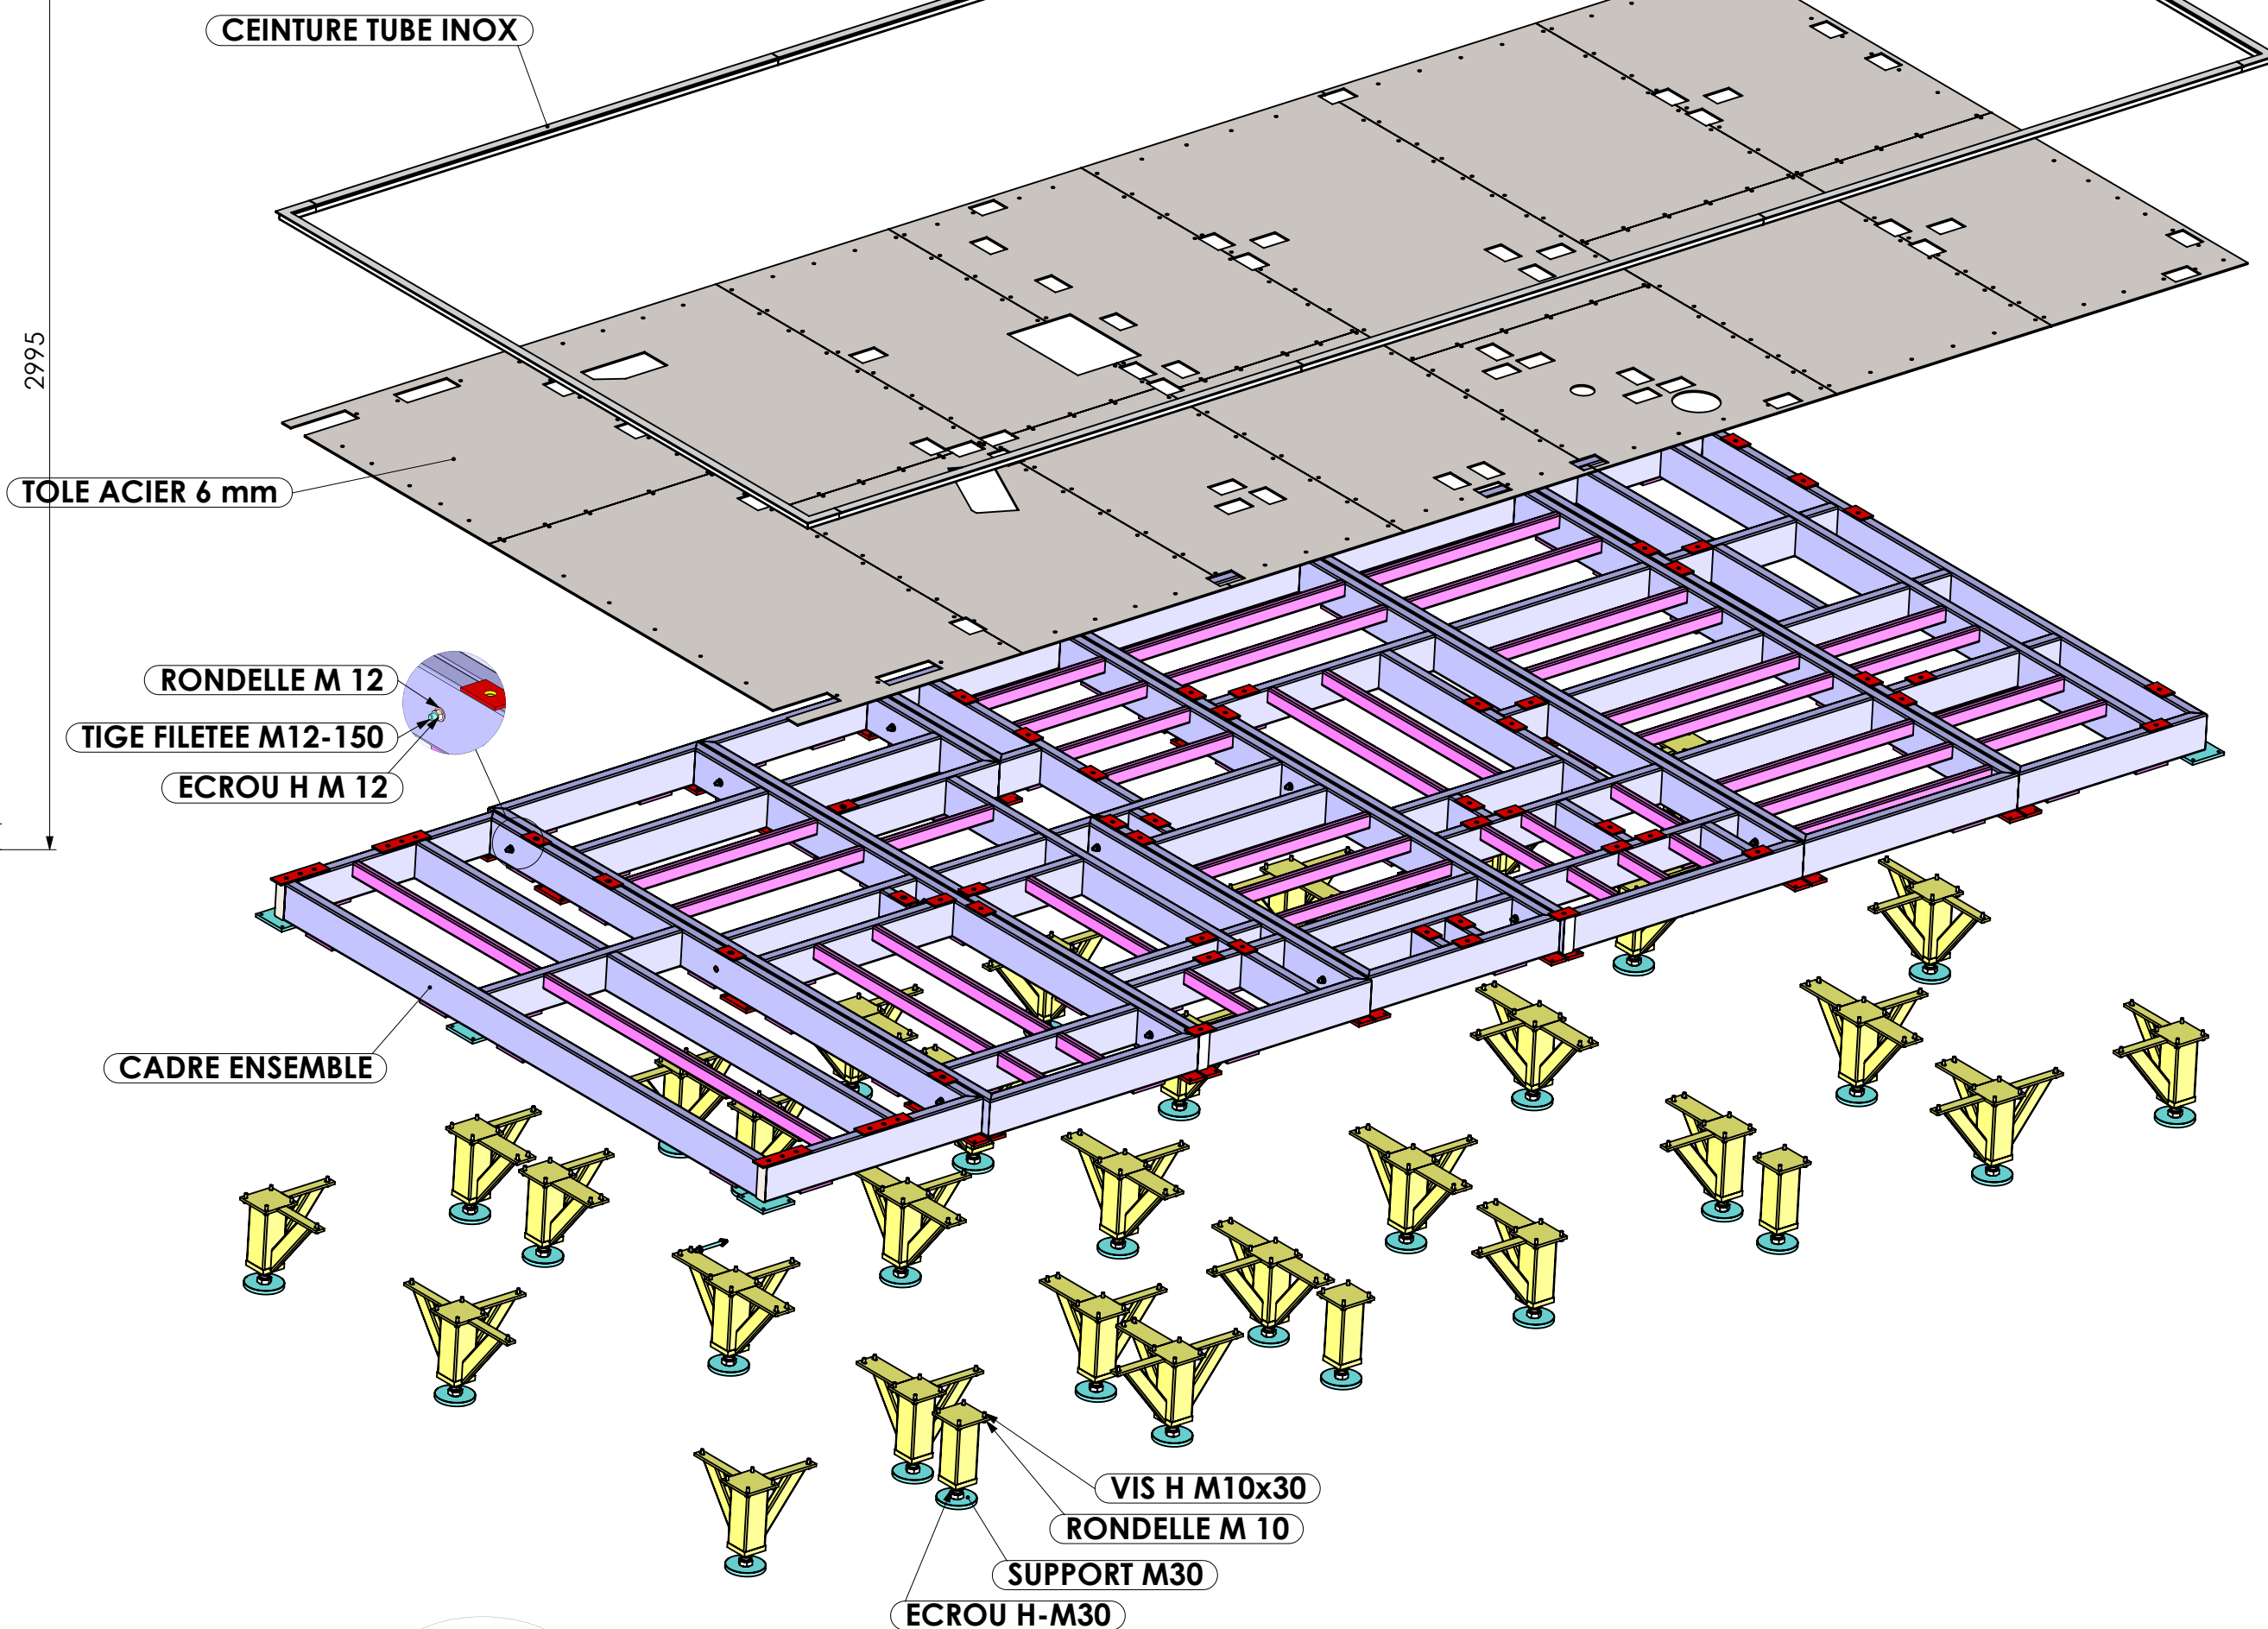 CEINTURE TUBE INOX
2995
TOLE ACIER 6 mm
RONDELLE M 12
TIGE FILETEE M12-150
ECROU H M 12
CADRE ENSEMBLE
VIS H M10x30
RONDELLE M 10
SUPPORT M30
ECROU H-M30